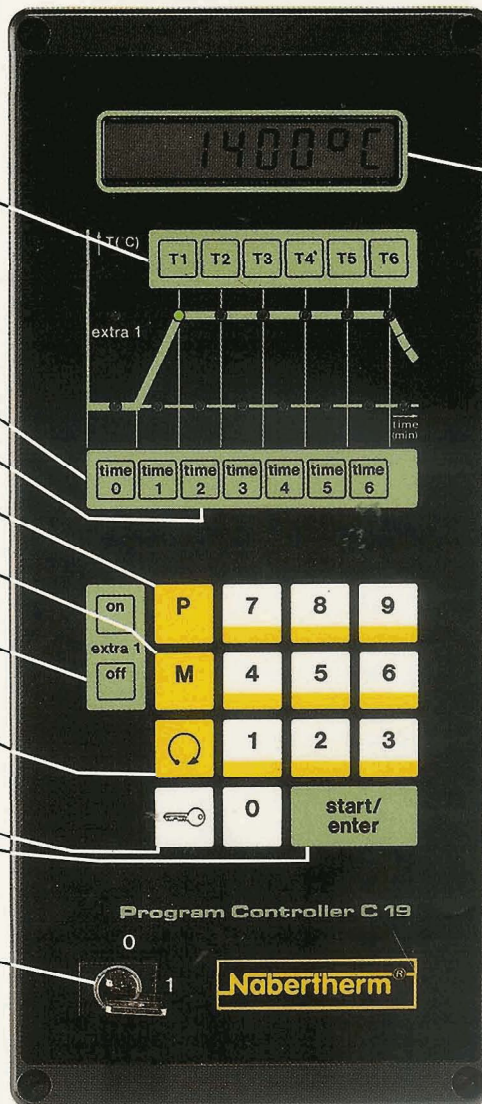 1400°C
T(°C)
T1 T2 T3 T4 T5 T6
extra 1
time
(min)
time 0 time 1 time 2 time 3 time 4 time 5 time 6
on
extra 1
off
P 7 8 9
M 4 5 6
1 2 3
0 start/
enter
Program Controller C 19
0
1
Nabertherm®